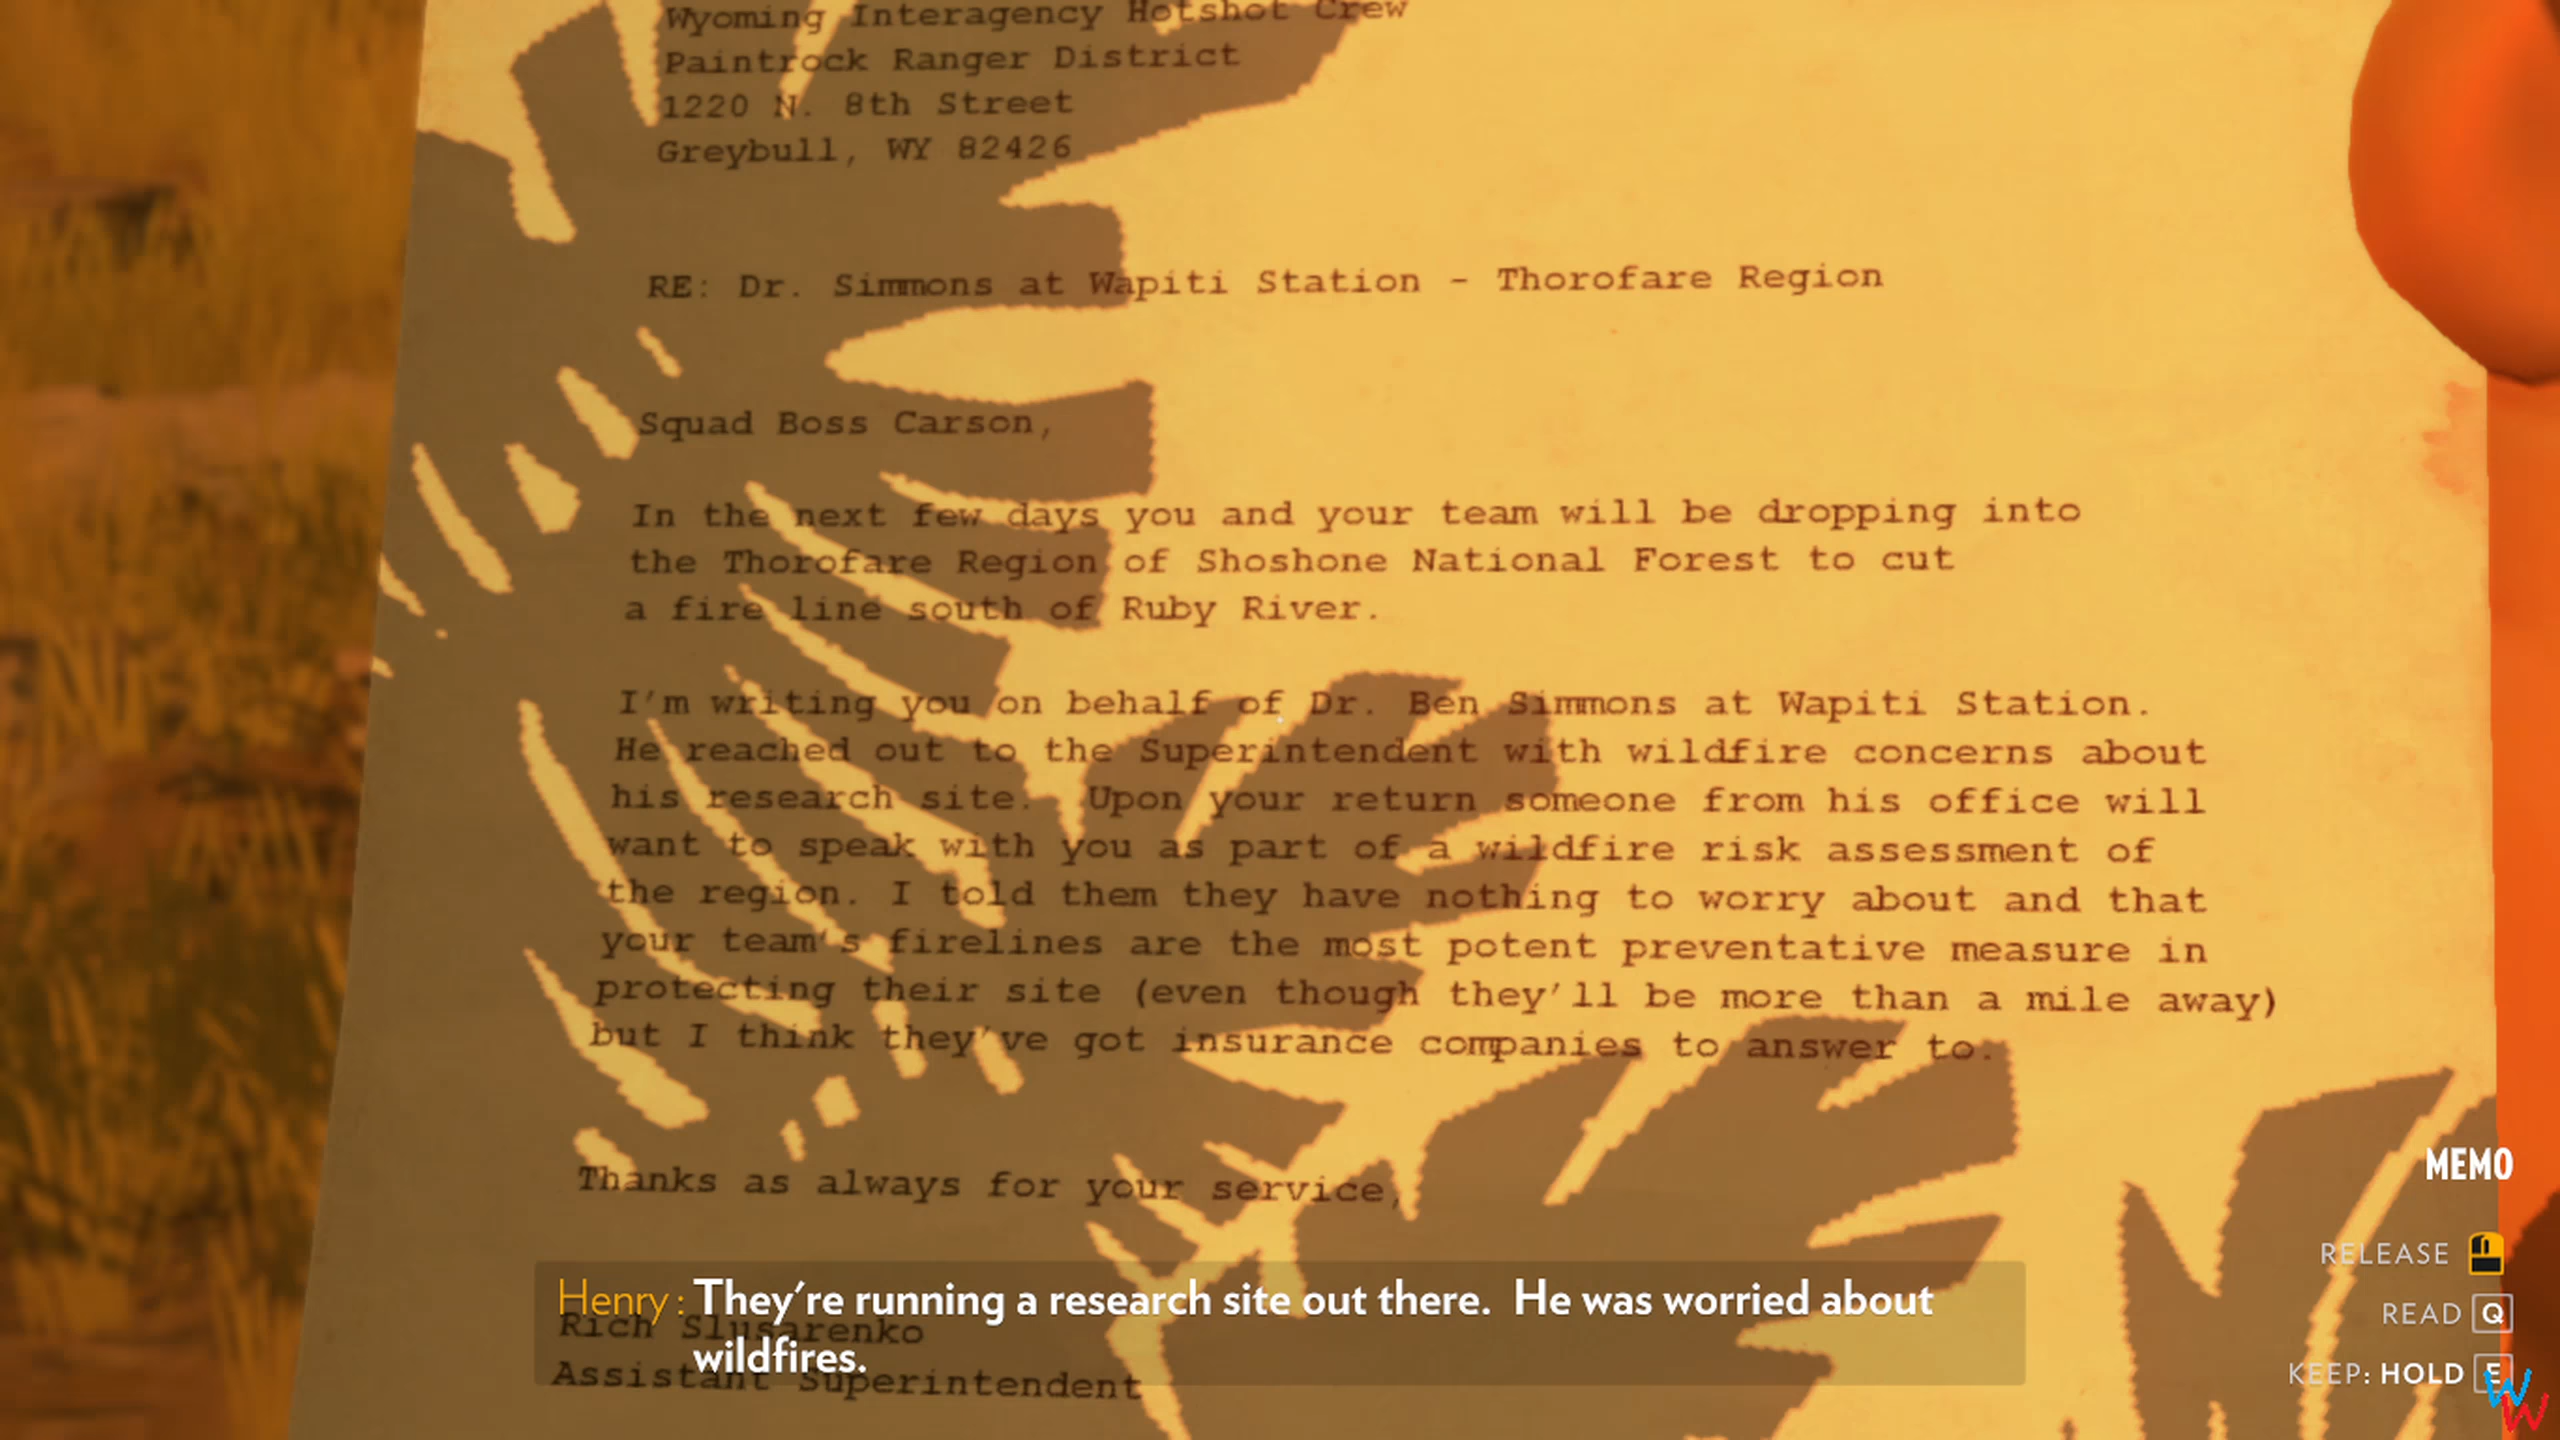 Wyoming Interagency Hotshot Crew
Paintrock Ranger District
1220 N. 8th Street
Greybull, WY 82426
RE: Dr. Simmons at Wapiti Station - Thorofare Region
Squad Boss Carson,
In the next few days you and your team will be dropping into
the Thorofare Region of Shoshone National Forest to cut
a fire line south of Ruby River.
I'm writing you on behalf of Dr. Ben Simmons at Wapiti Station.
He reached out to the Superintendent with wildfire concerns about
his research site. Upon your return someone from his office will
want to speak with you as part of a wildfire risk assessment of
the region. I told them they have nothing to worry about and that
your team's firelines are the most potent preventative measure in
protecting their site (even though they'll be more than a mile away)
but I think they've got insurance companies to answer to.
Thanks as always for your service,
Rich Slusarenko
Assistant Superintendent
Henry: They're running a research site out there. He was worried about
wildfires.
MEMO
RELEASE
READ Q
KEEP: HOLD E
WW